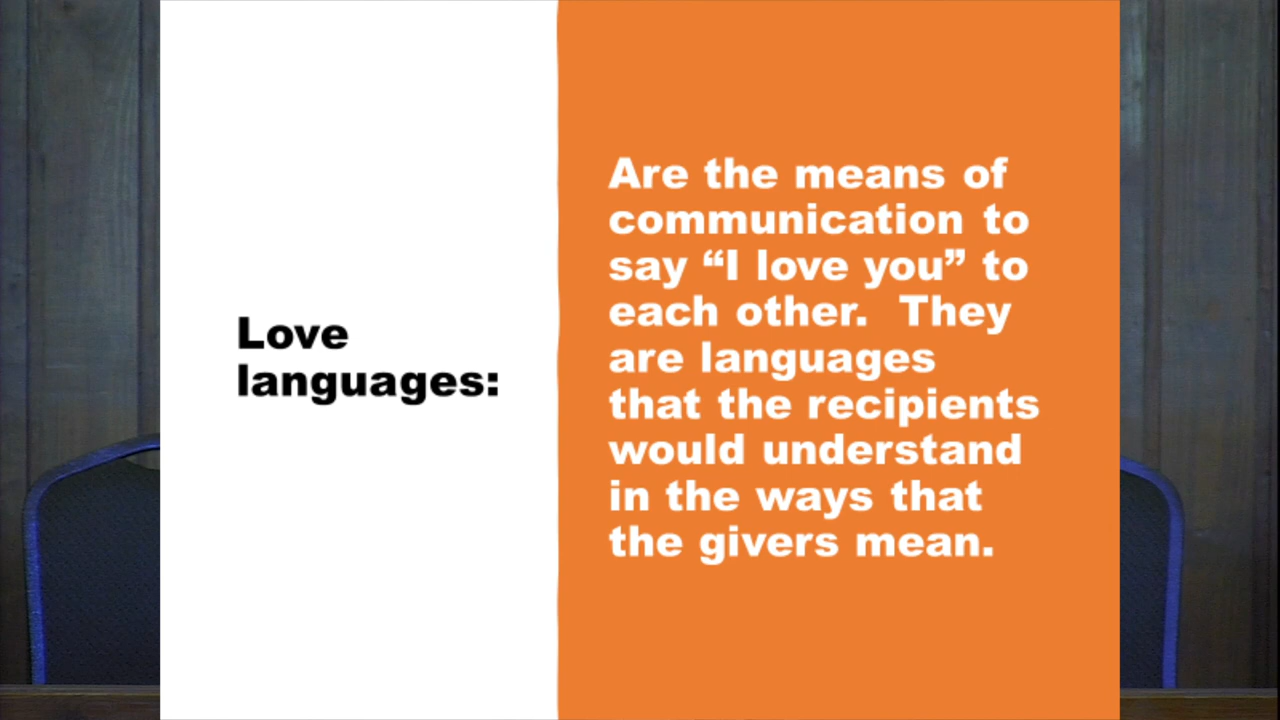 Love
languages:
Are the means of
communication to
say “I love you” to
each other.  They
are languages
that the recipients
would understand
in the ways that
the givers mean.